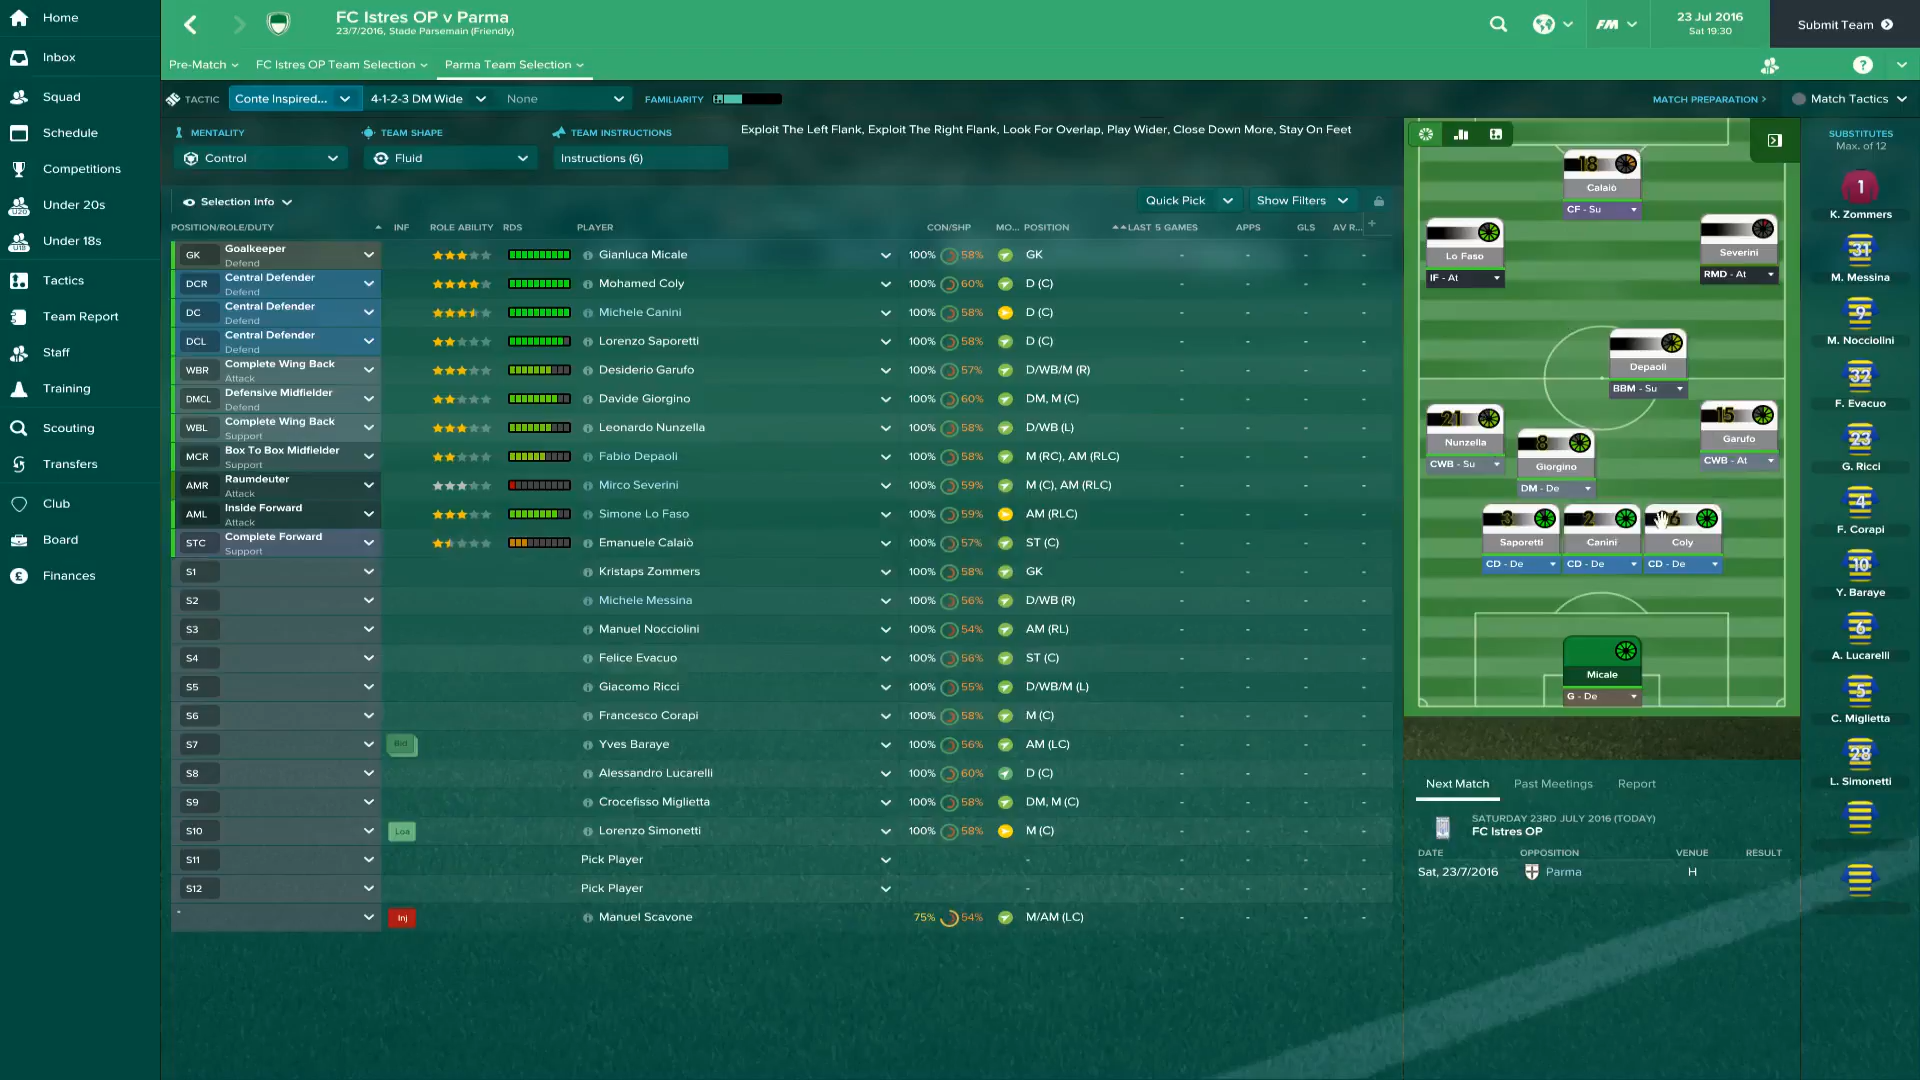 Home
Inbox
Squad
Schedule
Competitions
Under 20s
Under 18s
Tactics
Team Report
Staff
Training
Scouting
Transfers
Club
Board
Finances
FC Istres OP v Parma
23/7/2016, Stade Parsemain (Friendly)
FM
23 Jul 2016
Sat 19:30
Submit Team
Pre-Match
FC Istres OP Team Selection
Parma Team Selection
?
TACTIC
Conte Inspired...
4-1-2-3 DM Wide
None
FAMILIARITY
MATCH PREPARATION >
Match Tactics
MENTALITY
TEAM SHAPE
TEAM INSTRUCTIONS
Exploit The Left Flank, Exploit The Right Flank, Look For Overlap, Play Wider, Close Down More, Stay On Feet
Control
Fluid
Instructions (6)
Selection Info
Quick Pick
Show Filters
POSITION/ROLE/DUTY INF ROLE ABILITY RDS PLAYER CON/SHP MO... POSITION LAST 5 GAMES APPS GLS AV R...
GK Goalkeeper Defend Gianluca Micale 100% 58% GK - - - -
DCR Central Defender Defend Mohamed Coly 100% 60% D (C) - - - -
DC Central Defender Defend Michele Canini 100% 58% D (C) - - - -
DCL Central Defender Defend Lorenzo Saporetti 100% 58% D (C) - - - -
WBR Complete Wing Back Attack Desiderio Garufo 100% 57% D/WB/M (R) - - - -
DMCL Defensive Midfielder Defend Davide Giorgino 100% 60% DM, M (C) - - - -
WBL Complete Wing Back Support Leonardo Nunzella 100% 58% D/WB (L) - - - -
MCR Box To Box Midfielder Support Fabio Depaoli 100% 58% M (RC), AM (RLC) - - - -
AMR Raumdeuter Attack Mirco Severini 100% 59% M (C), AM (RLC) - - - -
AML Inside Forward Attack Simone Lo Faso 100% 59% AM (RLC) - - - -
STC Complete Forward Support Emanuele Calaiò 100% 57% ST (C) - - - -
S1 Kristaps Zommers 100% 58% GK - - - -
S2 Michele Messina 100% 56% D/WB (R) - - - -
S3 Manuel Nocciolini 100% 54% AM (RL) - - - -
S4 Felice Evacuo 100% 56% ST (C) - - - -
S5 Giacomo Ricci 100% 55% D/WB/M (L) - - - -
S6 Francesco Corapi 100% 58% M (C) - - - -
S7 Bid Yves Baraye 100% 56% AM (LC) - - - -
S8 Alessandro Lucarelli 100% 60% D (C) - - - -
S9 Crocefisso Miglietta 100% 58% DM, M (C) - - - -
S10 Loa Lorenzo Simonetti 100% 58% M (C) - - - -
S11 Pick Player - - - - -
S12 Pick Player - - - - -
- Inj Manuel Scavone 75% 54% M/AM (LC) - - - -
18
Calaiò
CF - Su
Lo Faso
IF - At
Severini
RMD - At
Depaoli
BBM - Su
21
Nunzella
CWB - Su
8
Giorgino
DM - De
15
Garufo
CWB - At
3
Saporetti
CD - De
2
Canini
CD - De
Coly
CD - De
Micale
G - De
SUBSTITUTES
Max. of 12
1
K. Zommers
31
M. Messina
9
M. Nocciolini
32
F. Evacuo
23
G. Ricci
4
F. Corapi
10
Y. Baraye
6
A. Lucarelli
5
C. Miglietta
28
L. Simonetti
Next Match
Past Meetings
Report
SATURDAY 23RD JULY 2016 (TODAY)
FC Istres OP
DATE OPPOSITION VENUE RESULT
Sat, 23/7/2016 Parma H